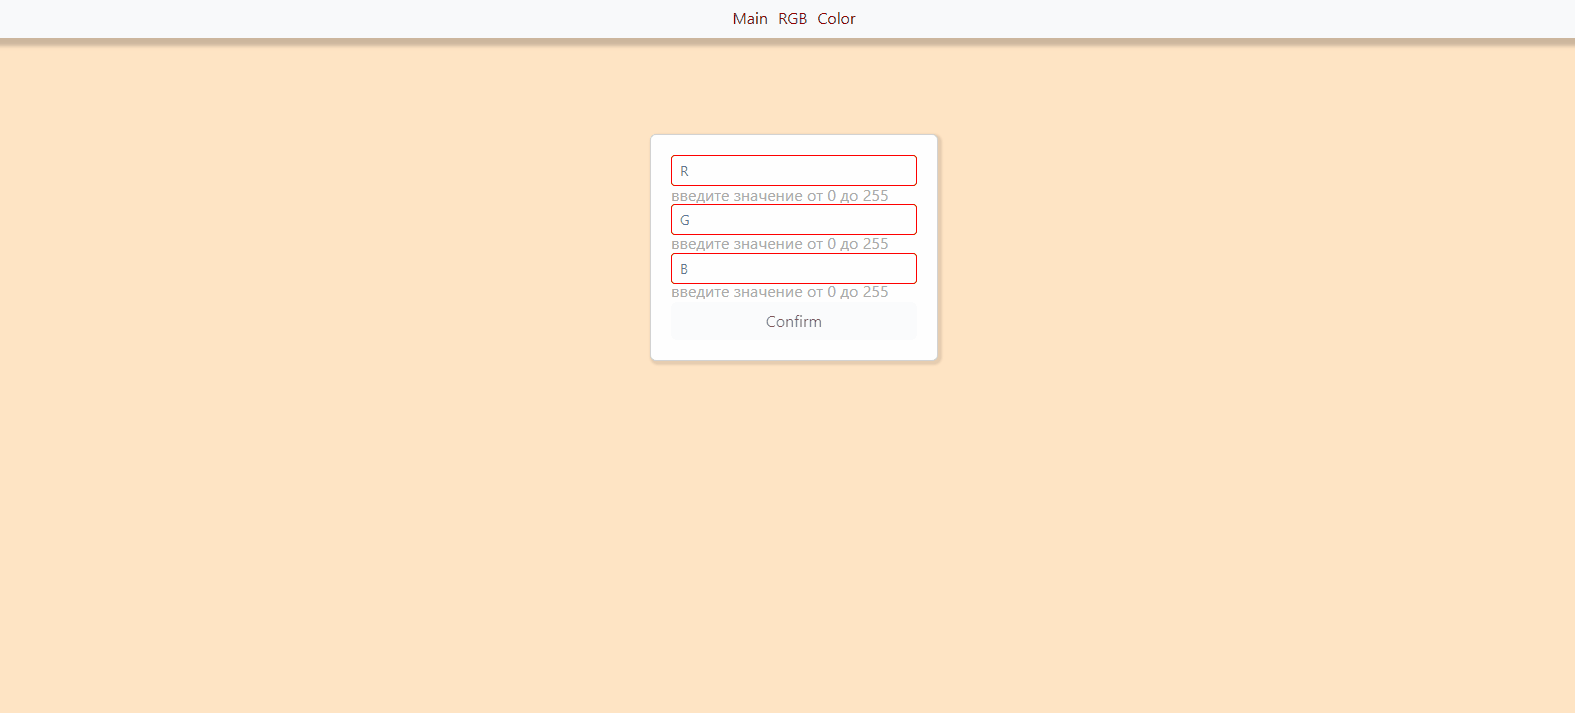 Main RGB Color
R
введите значение от 0 до 255
G
введите значение от 0 до 255
B
введите значение от 0 до 255
Confirm